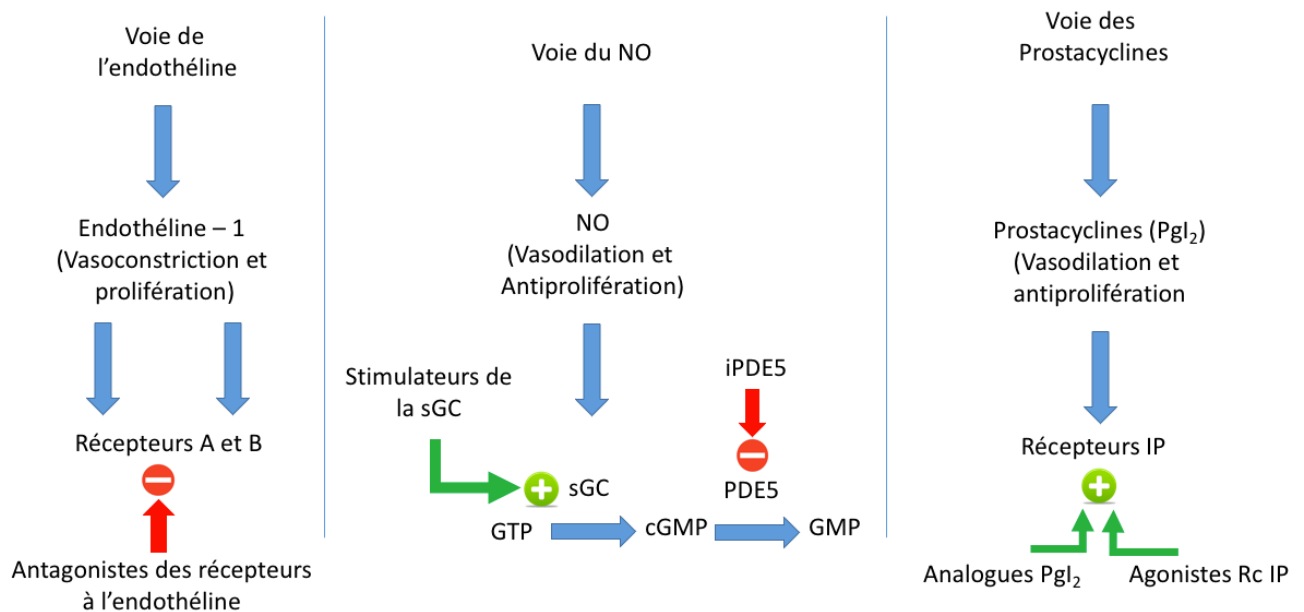 Voie de
l'endothéline
Endothéline – 1
(Vasoconstriction et
prolifération)
Récepteurs A et B
Antagonistes des récepteurs
à l'endothéline
Voie du NO
NO
(Vasodilation et
Antiprolifération)
Stimulateurs de
la sGC
iPDE5
sGC
PDE5
GTP
cGMP
GMP
Voie des
Prostacyclines
Prostacyclines (PgI₂)
(Vasodilation et
antiprolifération
Récepteurs IP
Analogues PgI₂
Agonistes Rc IP